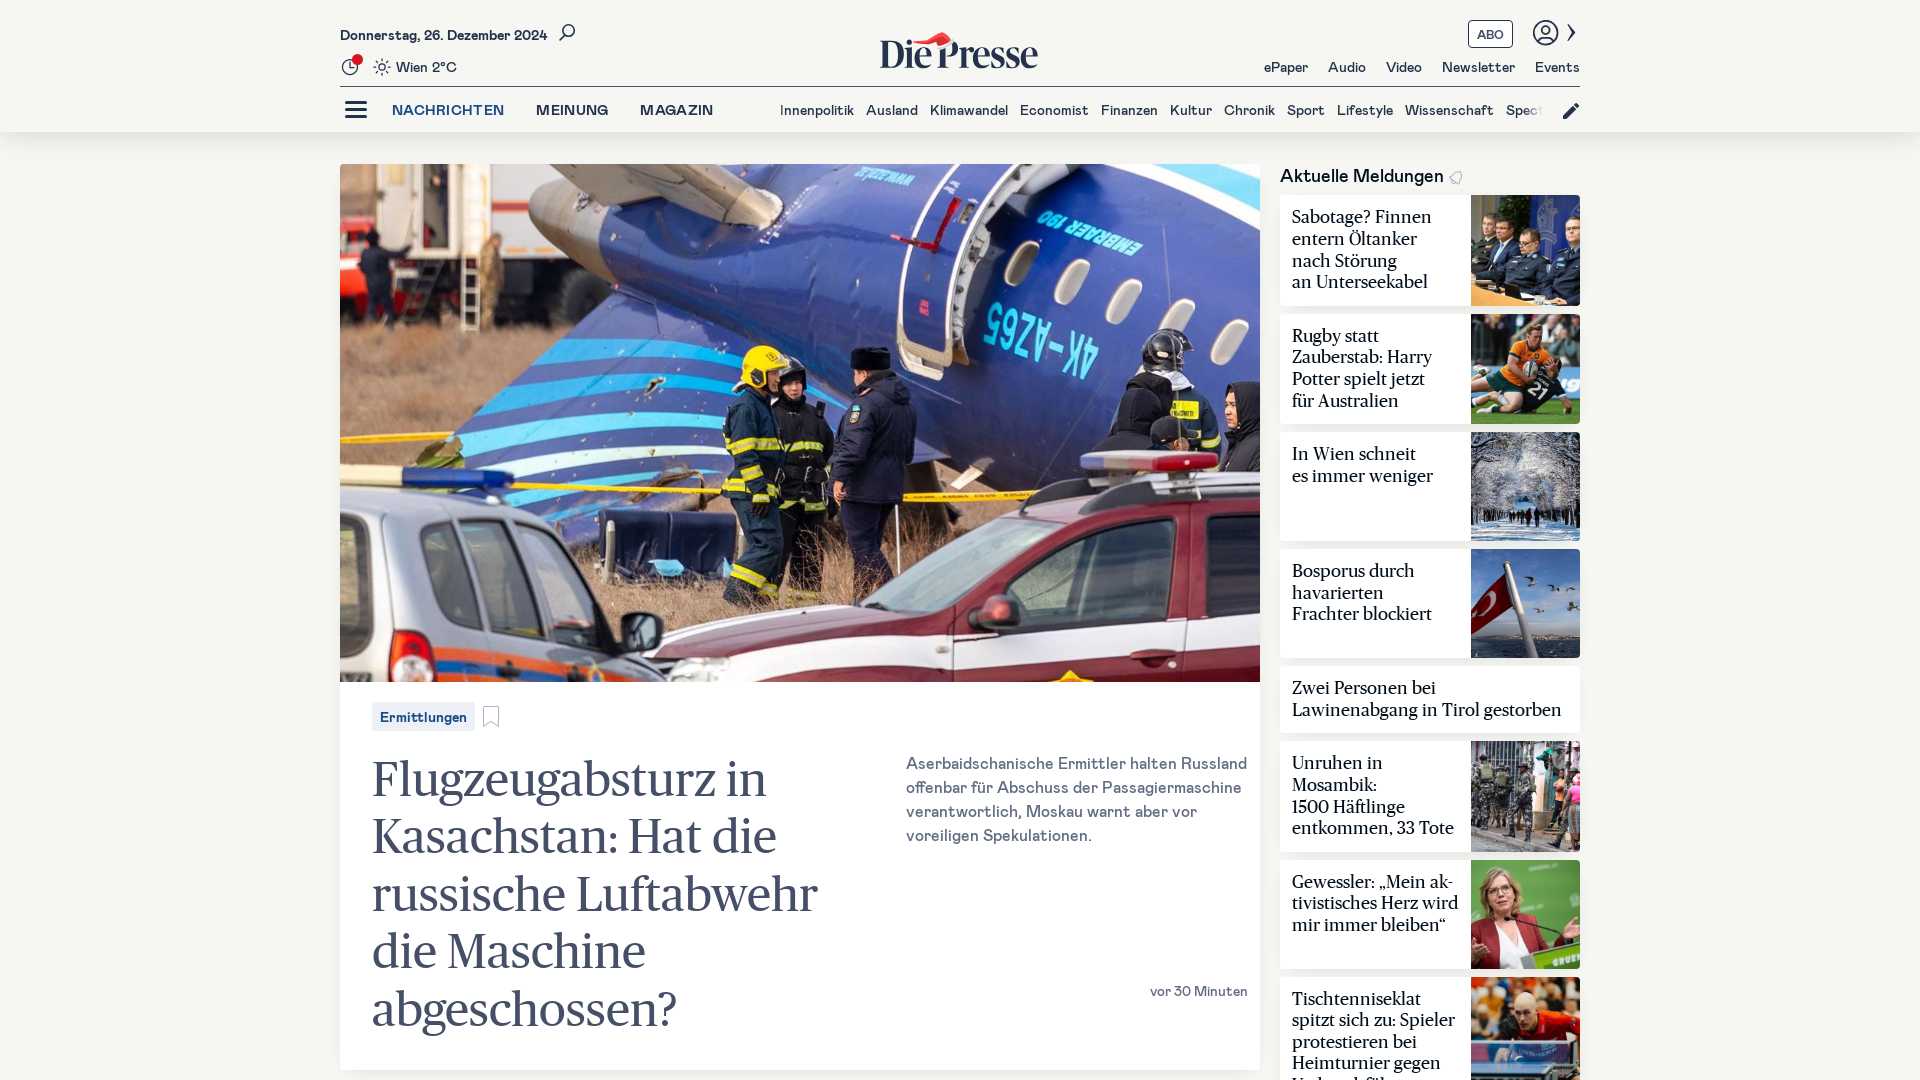 Donnerstag, 26. Dezember 2024
Wien 2°C
Die Presse
ABO
ePaper Audio Video Newsletter Events
NACHRICHTEN MEINUNG MAGAZIN
Innenpolitik Ausland Klimawandel Economist Finanzen Kultur Chronik Sport Lifestyle Wissenschaft Spect
EMBRAER 190
4K-AZ65
21
Ermittlungen
Flugzeugabsturz in
Kasachstan: Hat die
russische Luftabwehr
die Maschine
abgeschossen?
Aserbaidschanische Ermittler halten Russland
offenbar für Abschuss der Passagiermaschine
verantwortlich, Moskau warnt aber vor
voreiligen Spekulationen.
vor 30 Minuten
Aktuelle Meldungen
Sabotage? Finnen
entern Öltanker
nach Störung
an Unterseekabel
Rugby statt
Zauberstab: Harry
Potter spielt jetzt
für Australien
In Wien schneit
es immer weniger
Bosporus durch
havarierten
Frachter blockiert
Zwei Personen bei
Lawinenabgang in Tirol gestorben
Unruhen in
Mosambik:
1500 Häftlinge
entkommen, 33 Tote
Gewessler: „Mein ak-
tivistisches Herz wird
mir immer bleiben“
Tischtenniseklat
spitzt sich zu: Spieler
protestieren bei
Heimturnier gegen